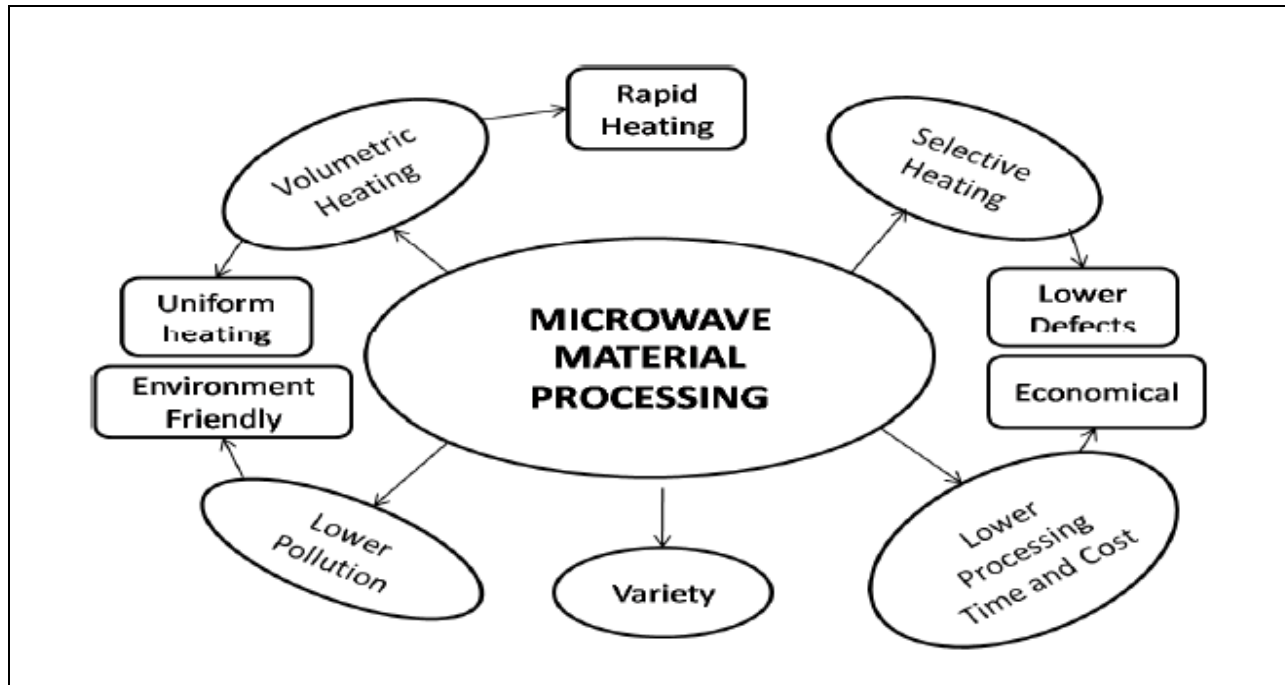 Rapid
Heating
Volumetric
Heating
Selective
Heating
Uniform
heating
MICROWAVE
MATERIAL
PROCESSING
Lower
Defects
Environment
Friendly
Economical
Lower
Pollution
Variety
Lower
Processing
Time and Cost